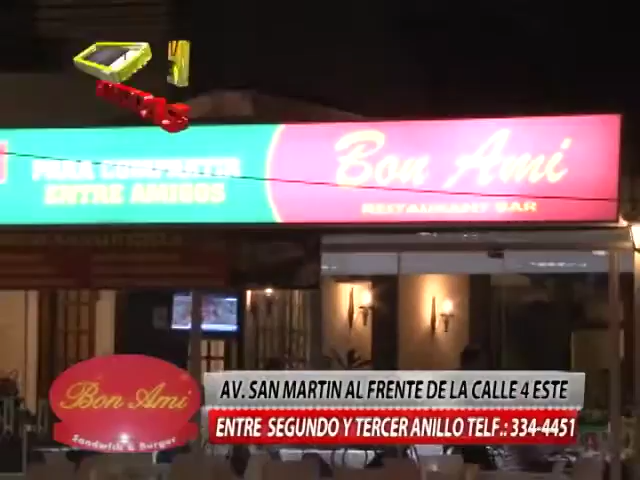 PARA COMPARTIR
ENTRE AMIGOS
Bon Ami
RESTAURANT BAR
Bon Ami
Sandwich & Burger
AV. SAN MARTIN AL FRENTE DE LA CALLE 4 ESTE
ENTRE SEGUNDO Y TERCER ANILLO TELF.: 334-4451